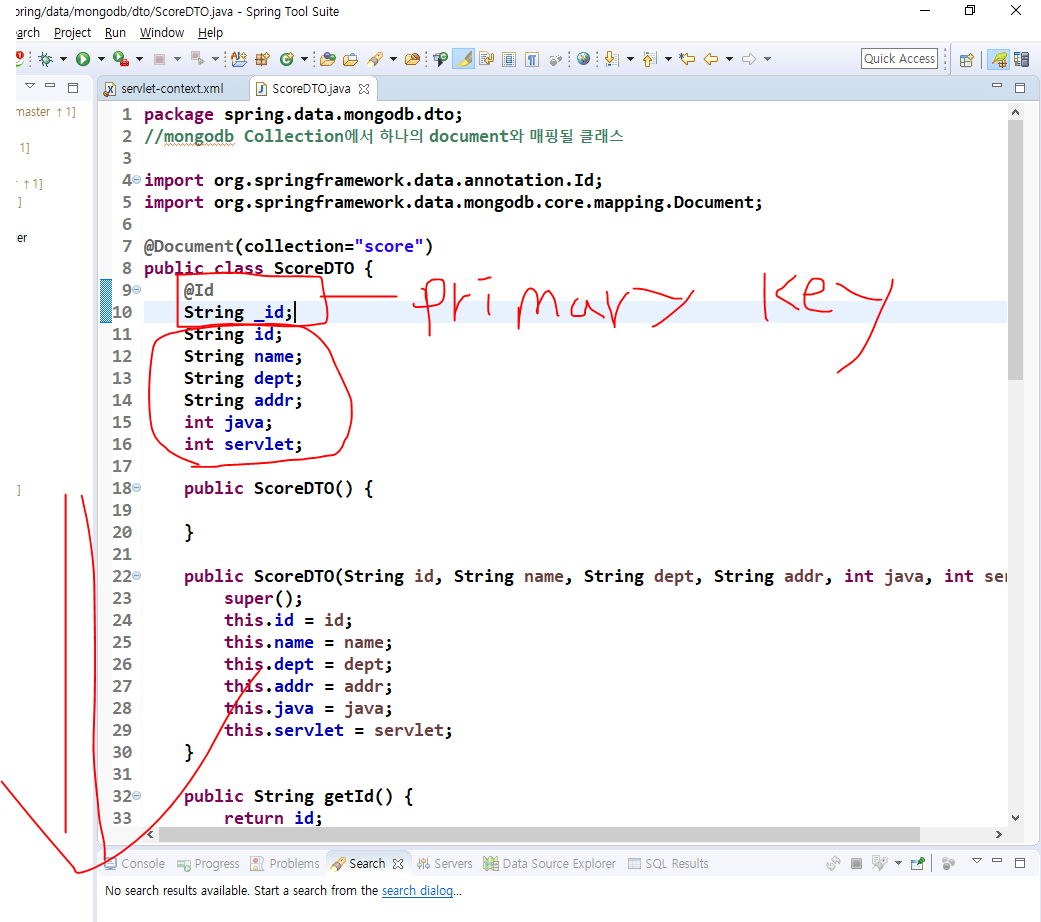 pring/data/mongodb/dto/ScoreDTO.java - Spring Tool Suite
arch Project Run Window Help
Quick Access
master ↑ 1]
1]
↑ 1]
]
er
]
servlet-context.xml ScoreDTO.java
1 package spring.data.mongodb.dto;
2 //mongodb Collection에서 하나의 document와 매핑될 클래스
3
4 import org.springframework.data.annotation.Id;
5 import org.springframework.data.mongodb.core.mapping.Document;
6
7 @Document(collection="score")
8 public class ScoreDTO {
9 @Id
10 String _id;
primary key
11 String id;
12 String name;
13 String dept;
14 String addr;
15 int java;
16 int servlet;
17
18 public ScoreDTO() {
19
20 }
21
22 public ScoreDTO(String id, String name, String dept, String addr, int java, int ser
23 super();
24 this.id = id;
25 this.name = name;
26 this.dept = dept;
27 this.addr = addr;
28 this.java = java;
29 this.servlet = servlet;
30 }
31
32 public String getId() {
33 return id;
Console Progress Problems Search Servers Data Source Explorer SQL Results
No search results available. Start a search from the search dialog...